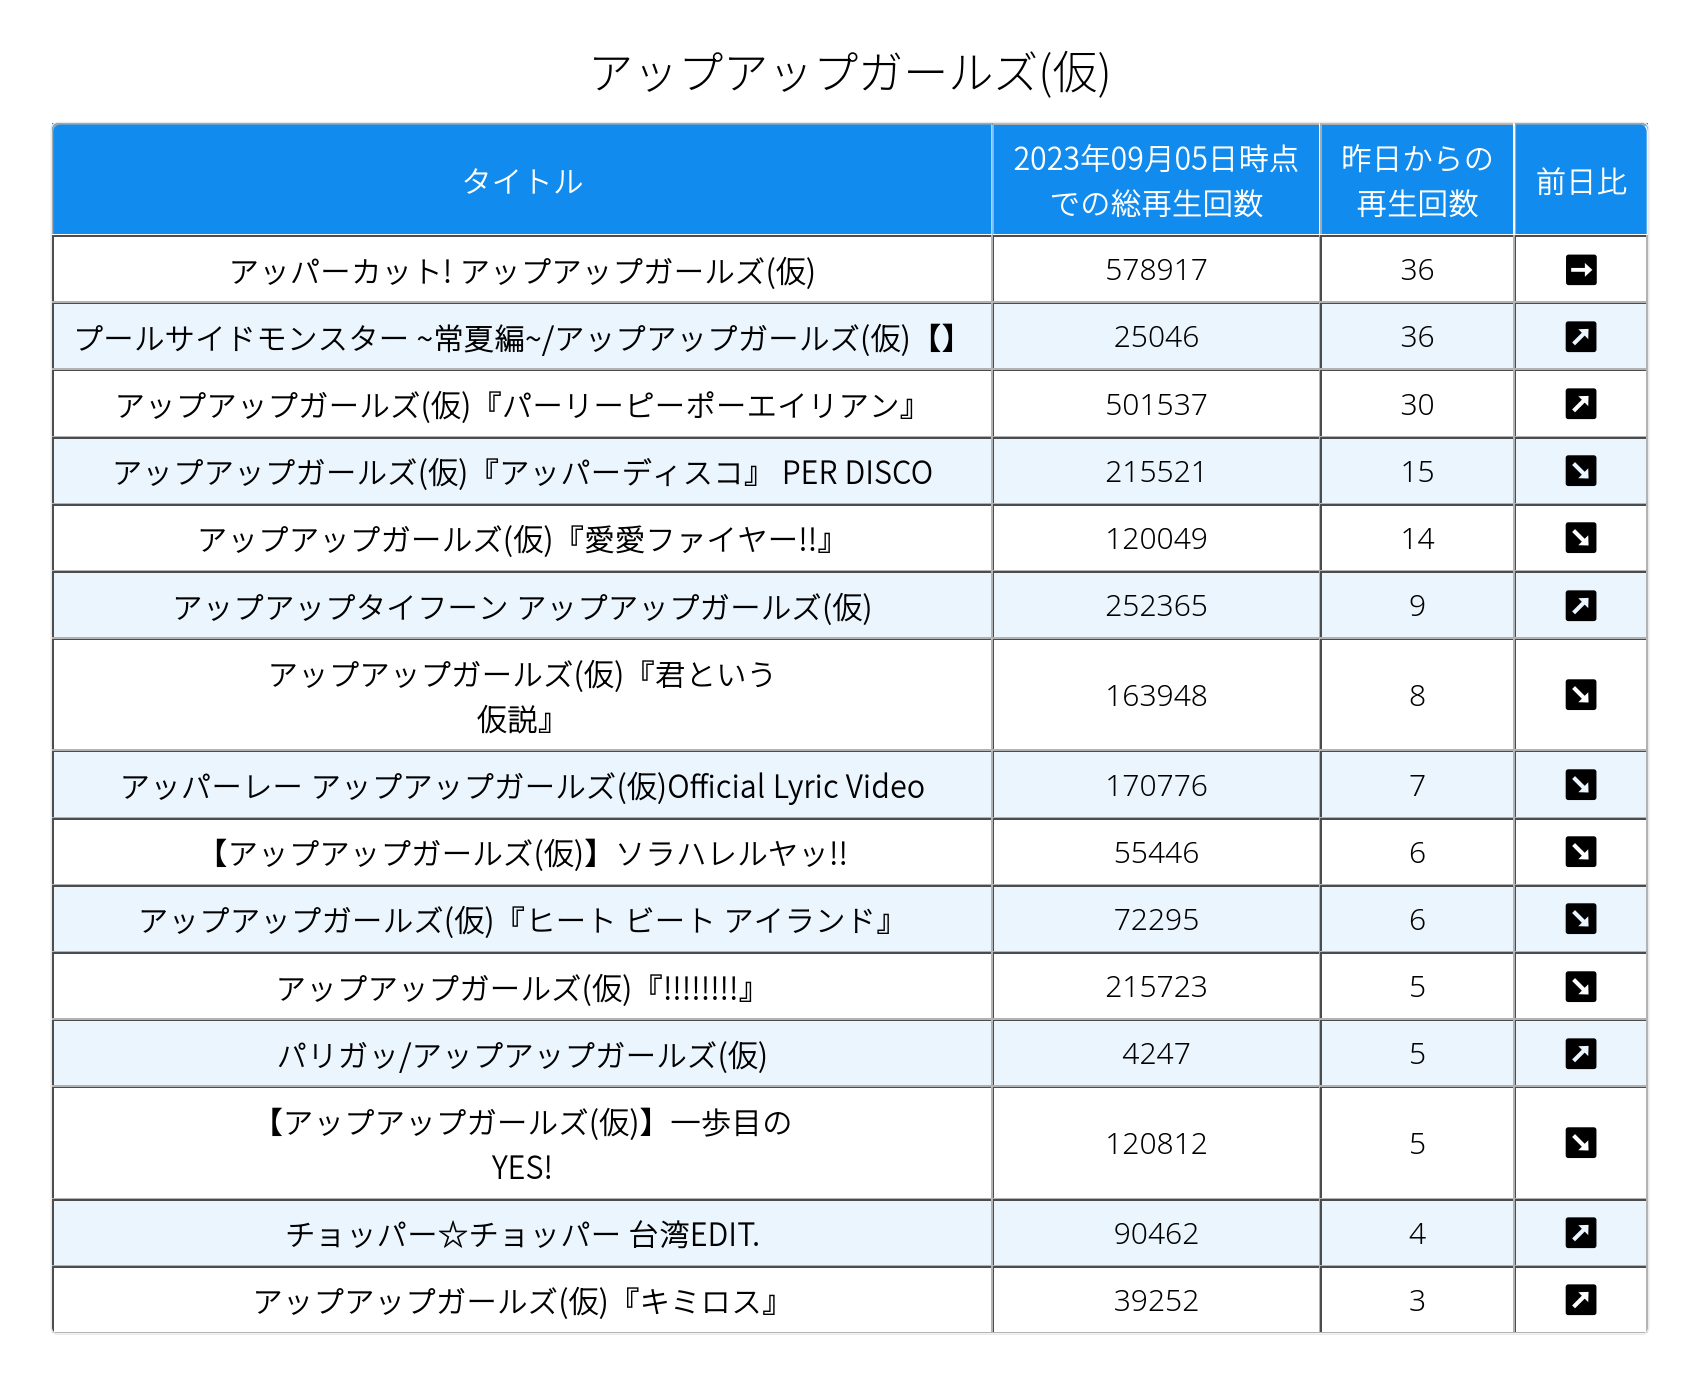 アップアップガールズ(仮)
タイトル 2023年09月05日時点 での総再生回数 昨日からの 再生回数 前日比
アッパーカット! アップアップガールズ(仮) 578917 36
プールサイドモンスター ~常夏編~/アップアップガールズ(仮)【】 25046 36
アップアップガールズ(仮)『パーリーピーポーエイリアン』 501537 30
アップアップガールズ(仮)『アッパーディスコ』 PER DISCO 215521 15
アップアップガールズ(仮)『愛愛ファイヤー!!』 120049 14
アップアップタイフーン アップアップガールズ(仮) 252365 9
アップアップガールズ(仮)『君という
仮説』 163948 8
アッパーレー アップアップガールズ(仮)Official Lyric Video 170776 7
【アップアップガールズ(仮)】ソラハレルヤッ!! 55446 6
アップアップガールズ(仮)『ヒート ビート アイランド』 72295 6
アップアップガールズ(仮)『!!!!!!!!』 215723 5
パリガッ/アップアップガールズ(仮) 4247 5
【アップアップガールズ(仮)】一歩目の
YES! 120812 5
チョッパー☆チョッパー 台湾EDIT. 90462 4
アップアップガールズ(仮)『キミロス』 39252 3